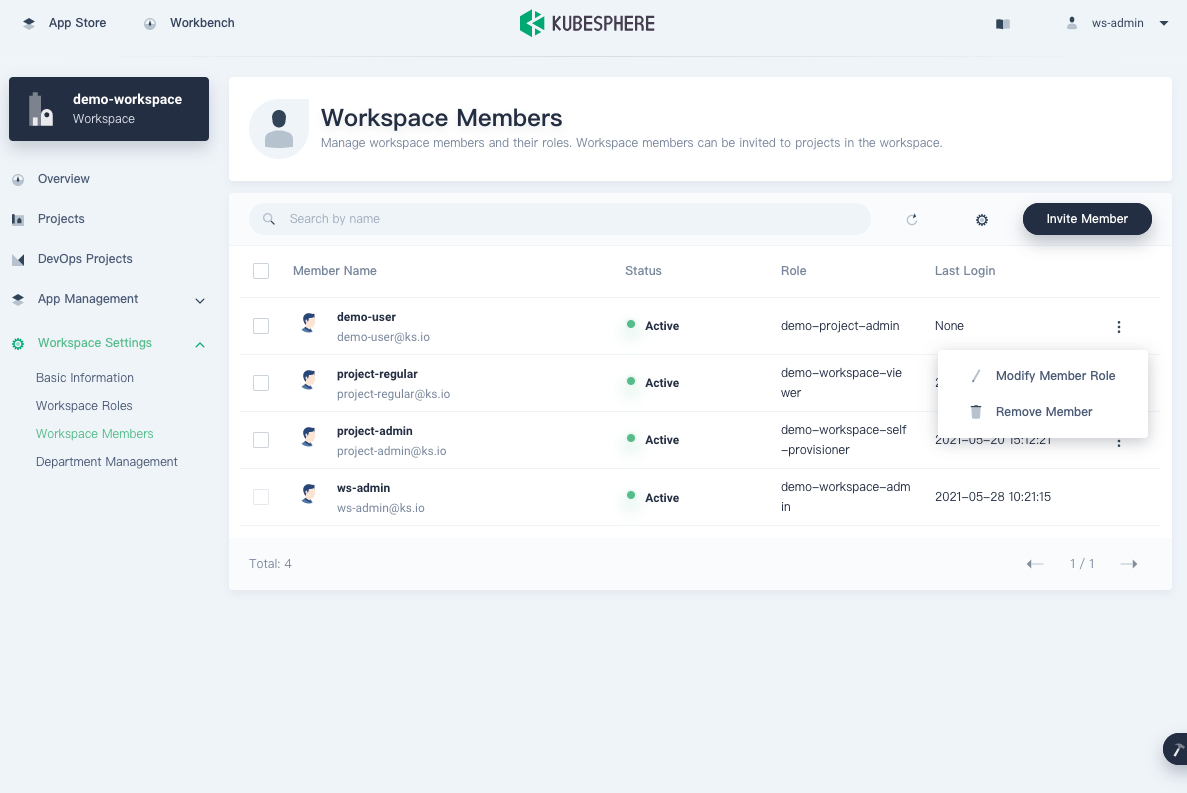 App Store
Workbench
KUBESPHERE
ws-admin
demo-workspace
Workspace
Overview
Projects
DevOps Projects
App Management
Workspace Settings
Basic Information
Workspace Roles
Workspace Members
Department Management
Workspace Members
Manage workspace members and their roles. Workspace members can be invited to projects in the workspace.
Search by name
Invite Member
Member Name Status Role Last Login
demo-user
demo-user@ks.io
Active
demo-project-admin
None
Modify Member Role
Remove Member
project-regular
project-regular@ks.io
Active
demo-workspace-vie
wer
project-admin
project-admin@ks.io
Active
demo-workspace-self
-provisioner
2021-05-20 15:12:21
ws-admin
ws-admin@ks.io
Active
demo-workspace-adm
in
2021-05-28 10:21:15
Total: 4
1 / 1